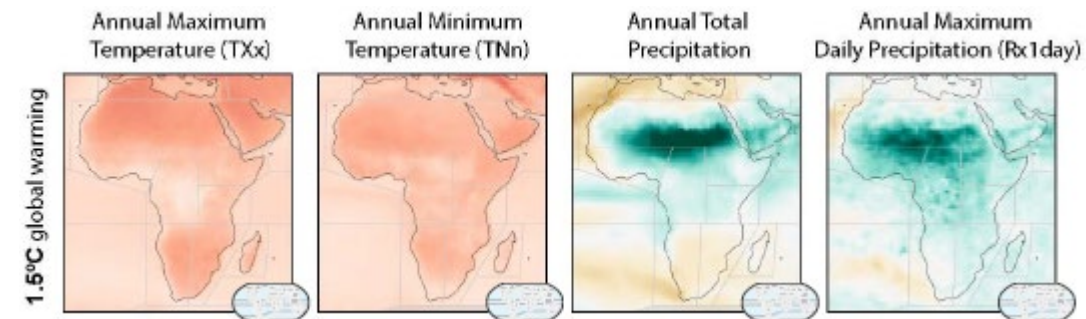 Annual Maximum
Temperature (TXx)
Annual Minimum
Temperature (TNn)
Annual Total
Precipitation
Annual Maximum
Daily Precipitation (Rx1day)
1.5ºC global warming